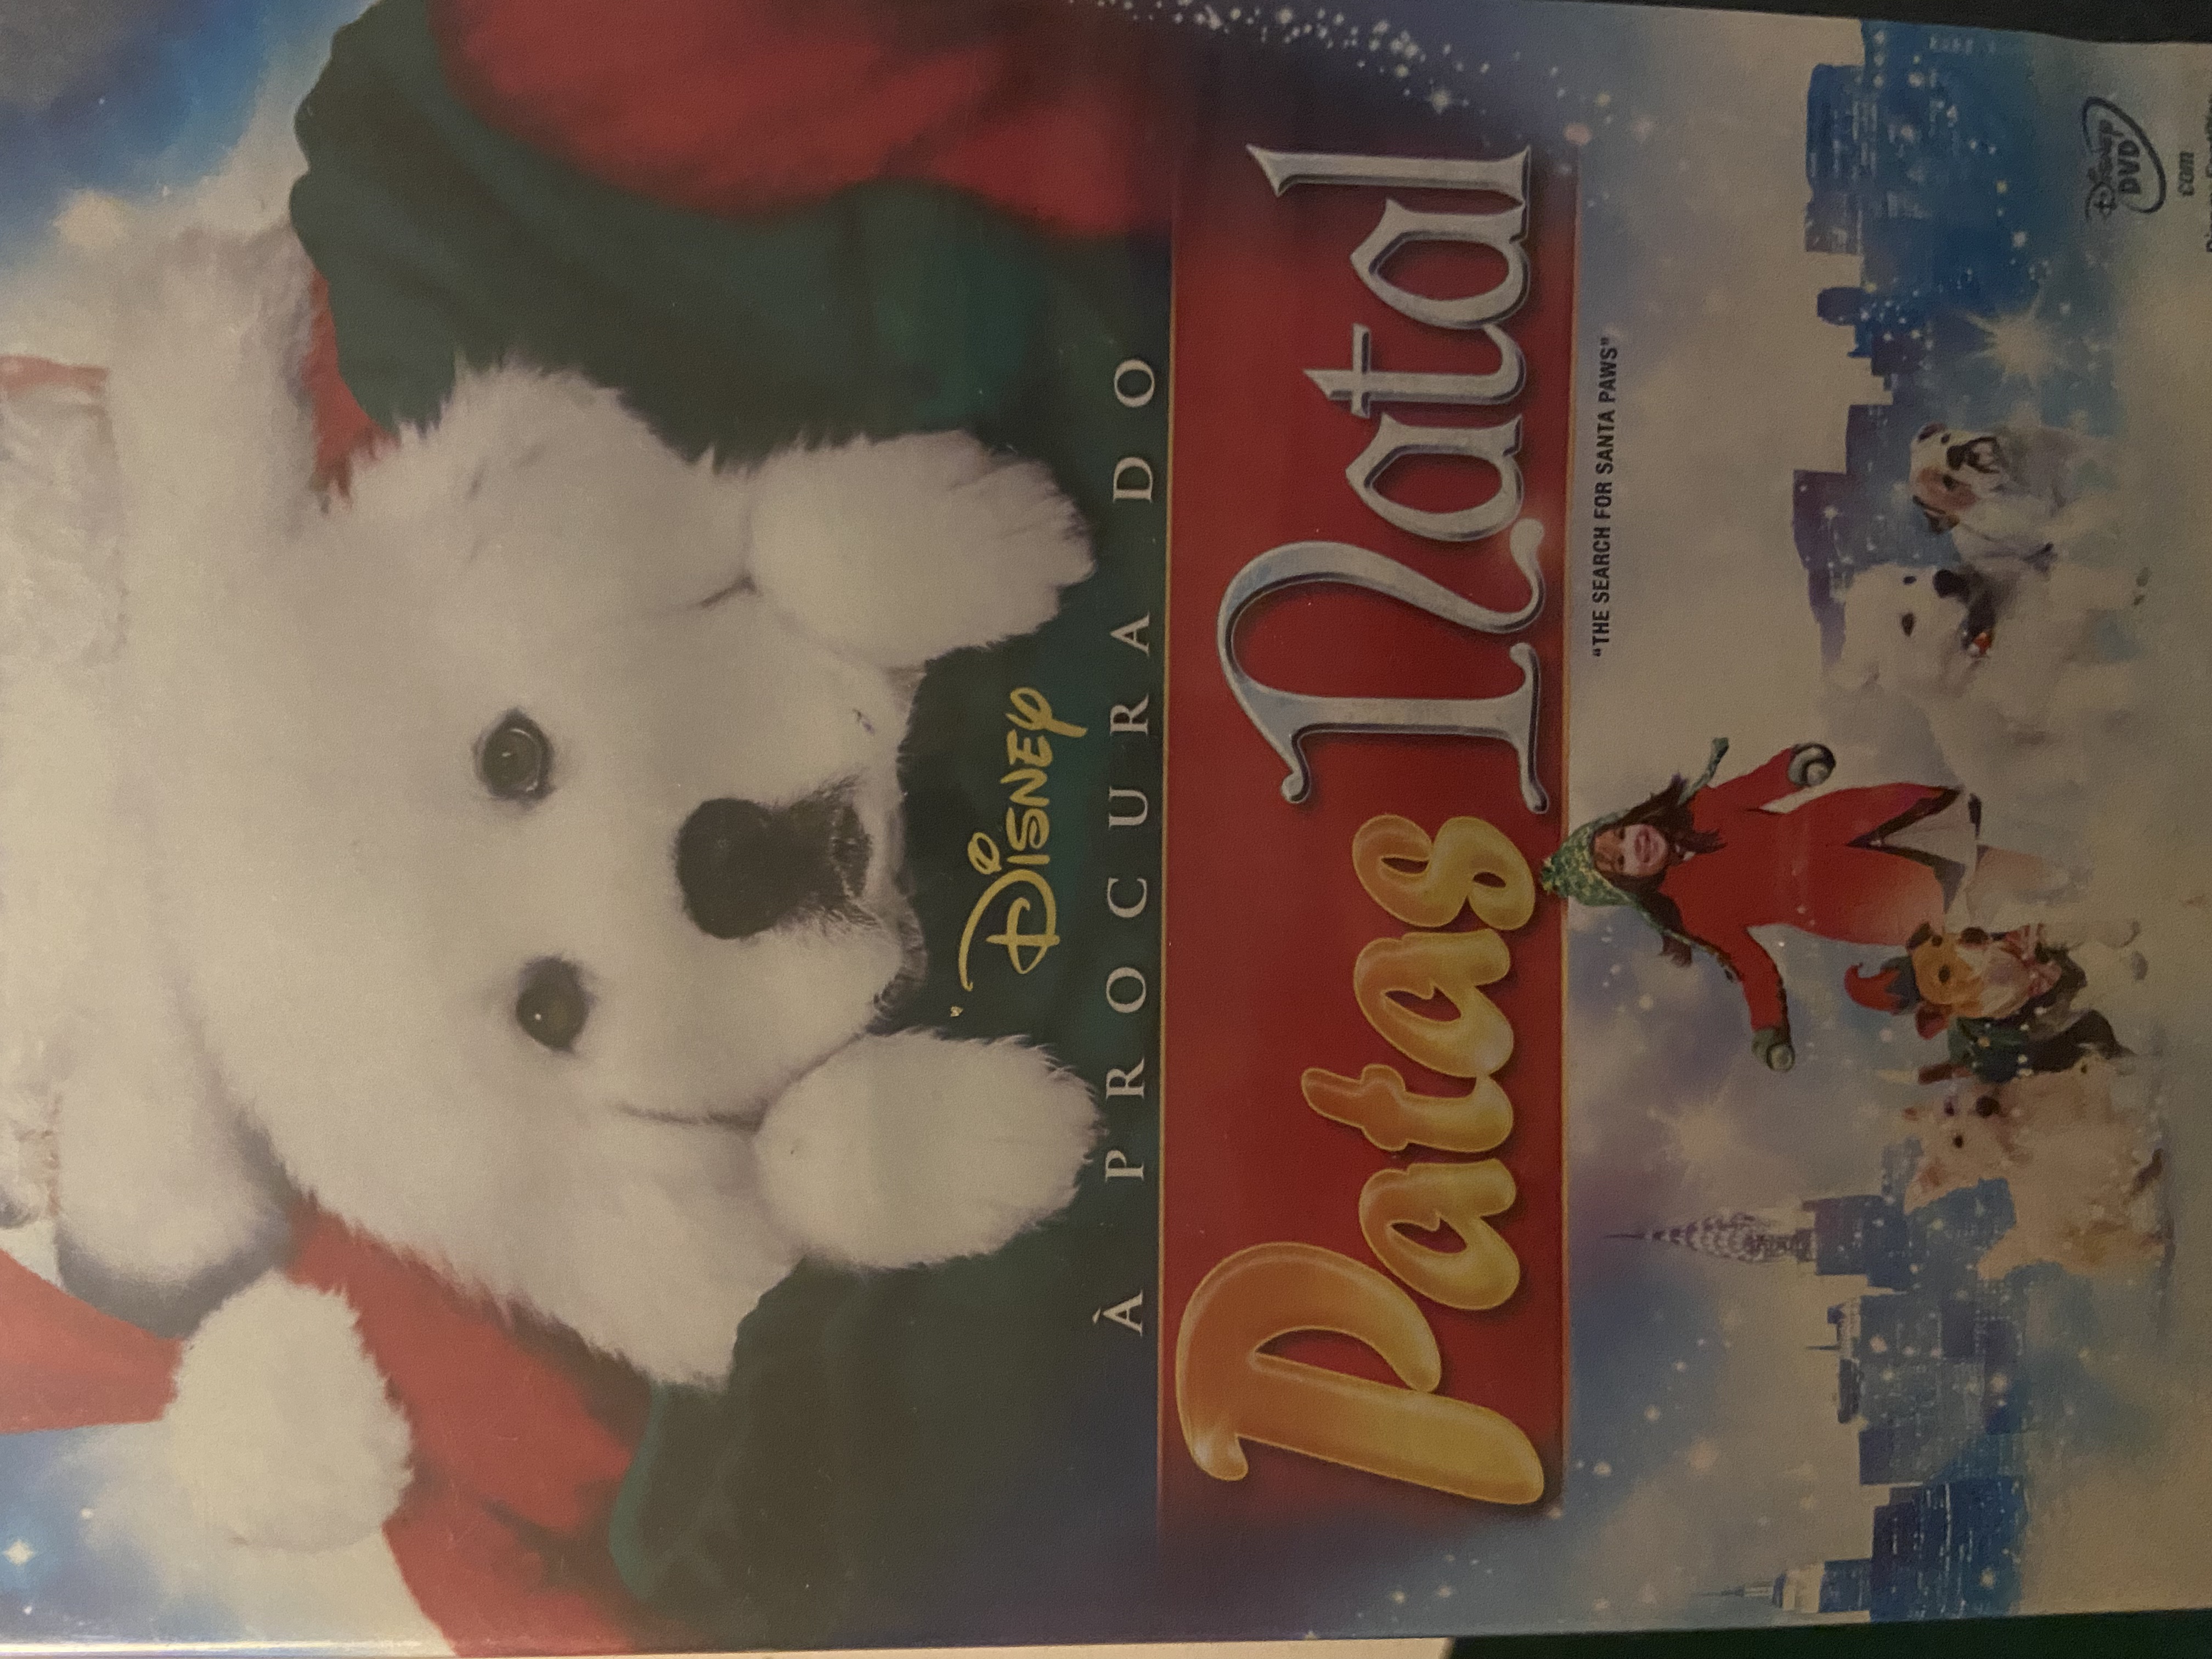 Disney
À PROCURA DO
Patas Natal
"THE SEARCH FOR SANTA PAWS"
Disney
DVD
com